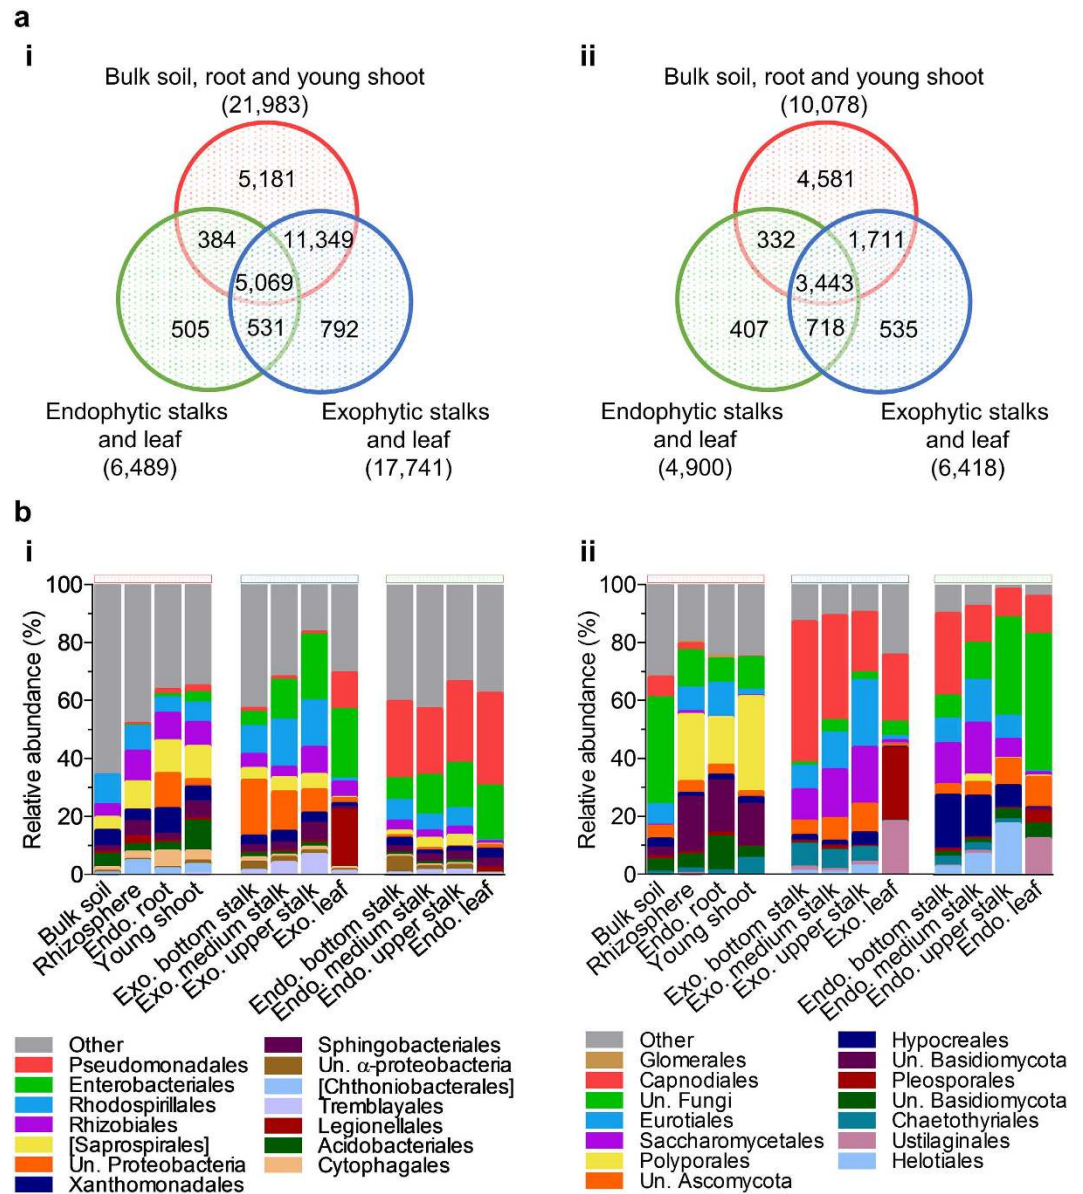 a
i
Bulk soil, root and young shoot
(21,983)
5,181
384
11,349
5,069
505
531
792
Endophytic stalks
and leaf
(6,489)
Exophytic stalks
and leaf
(17,741)
ii
Bulk soil, root and young shoot
(10,078)
4,581
332
1,711
3,443
407
718
535
Endophytic stalks
and leaf
(4,900)
Exophytic stalks
and leaf
(6,418)
b
i
Relative abundance (%)
100
80
60
40
20
0
Bulk soil
Rhizosphere
Endo. root
Young shoot
Exo. bottom stalk
Exo. medium stalk
Exo. upper stalk
Exo. leaf
Endo. bottom stalk
Endo. medium stalk
Endo. upper stalk
Endo. leaf
Other
Pseudomonadales
Enterobacteriales
Rhodospirillales
Rhizobiales
[Saprospirales]
Un. Proteobacteria
Xanthomonadales
Sphingobacteriales
Un. α-proteobacteria
[Chthoniobacterales]
Tremblayales
Legionellales
Acidobacteriales
Cytophagales
ii
Relative abundance (%)
100
80
60
40
20
0
Bulk soil
Rhizosphere
Endo. root
Young shoot
Exo. bottom stalk
Exo. medium stalk
Exo. upper stalk
Exo. leaf
Endo. bottom stalk
Endo. medium stalk
Endo. upper stalk
Endo. leaf
Other
Glomerales
Capnodiales
Un. Fungi
Eurotiales
Saccharomycetales
Polyporales
Un. Ascomycota
Hypocreales
Un. Basidiomycota
Pleosporales
Un. Basidiomycota
Chaetothyriales
Ustilaginales
Helotiales